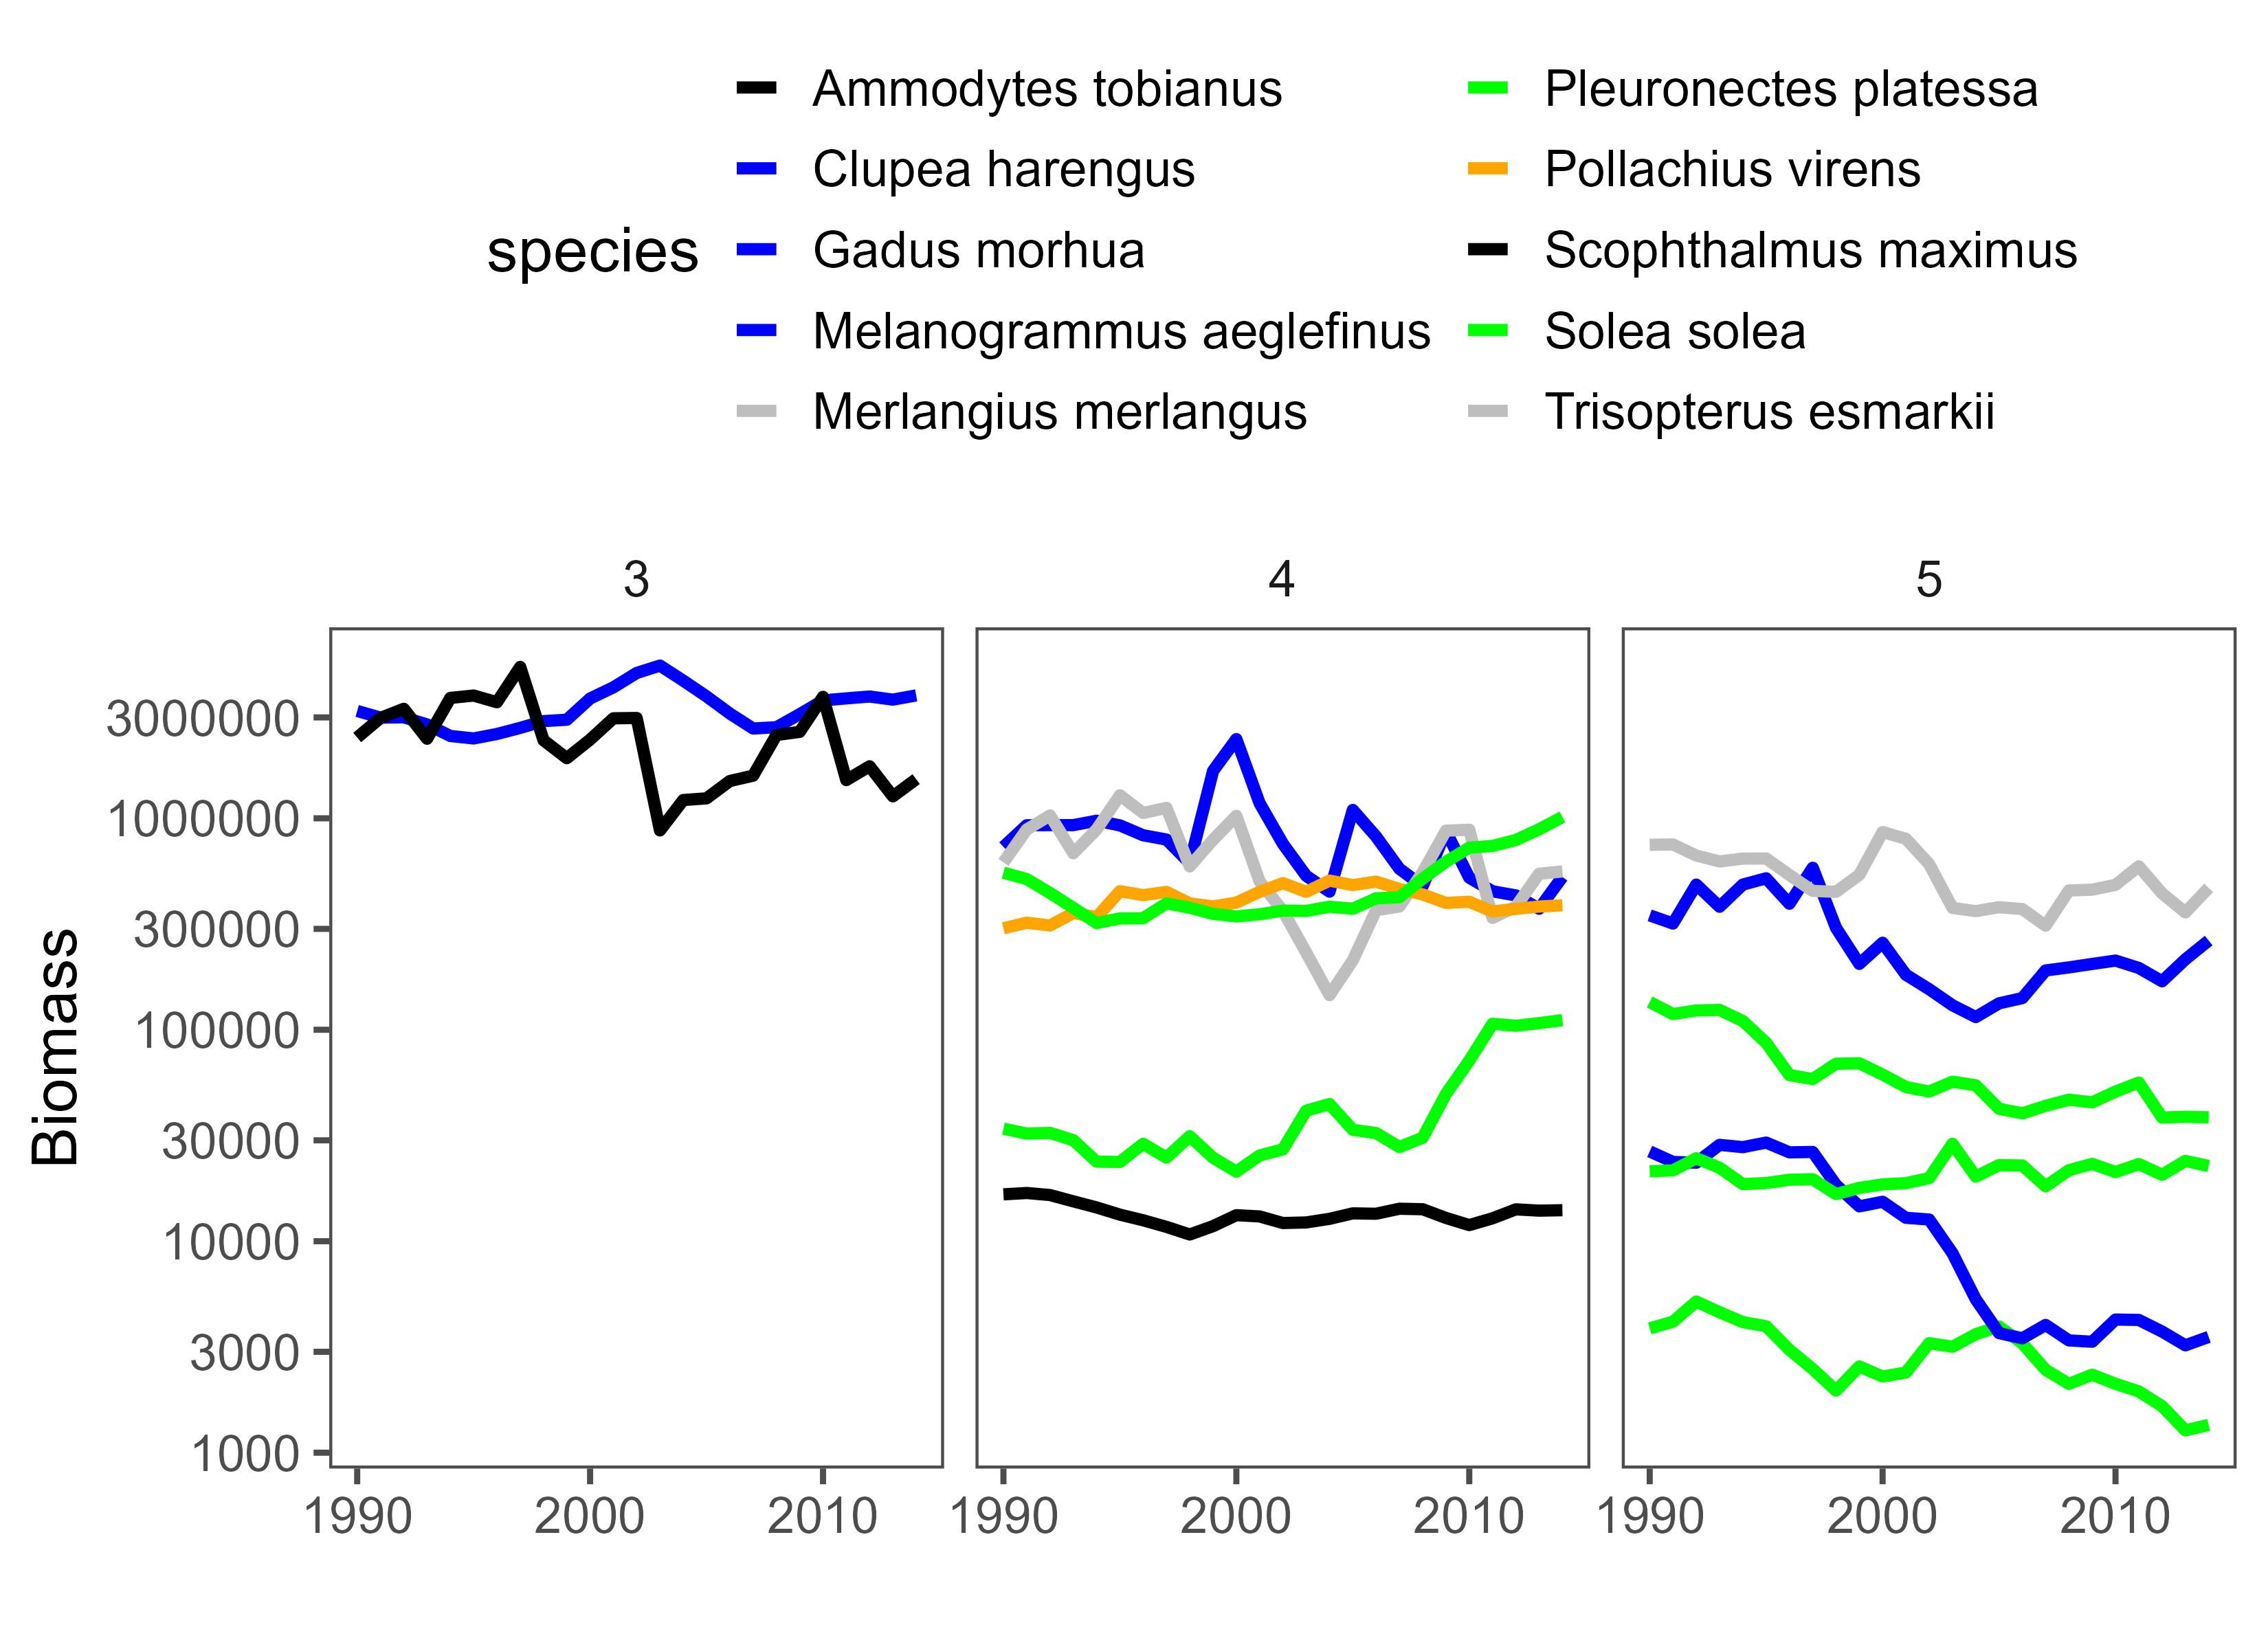 species
Ammodytes tobianus
Clupea harengus
Gadus morhua
Melanogrammus aeglefinus
Merlangius merlangus
Pleuronectes platessa
Pollachius virens
Scophthalmus maximus
Solea solea
Trisopterus esmarkii
3
4
5
Biomass
3000000
1000000
300000
100000
30000
10000
3000
1000
1990 2000 2010
1990 2000 2010
1990 2000 2010